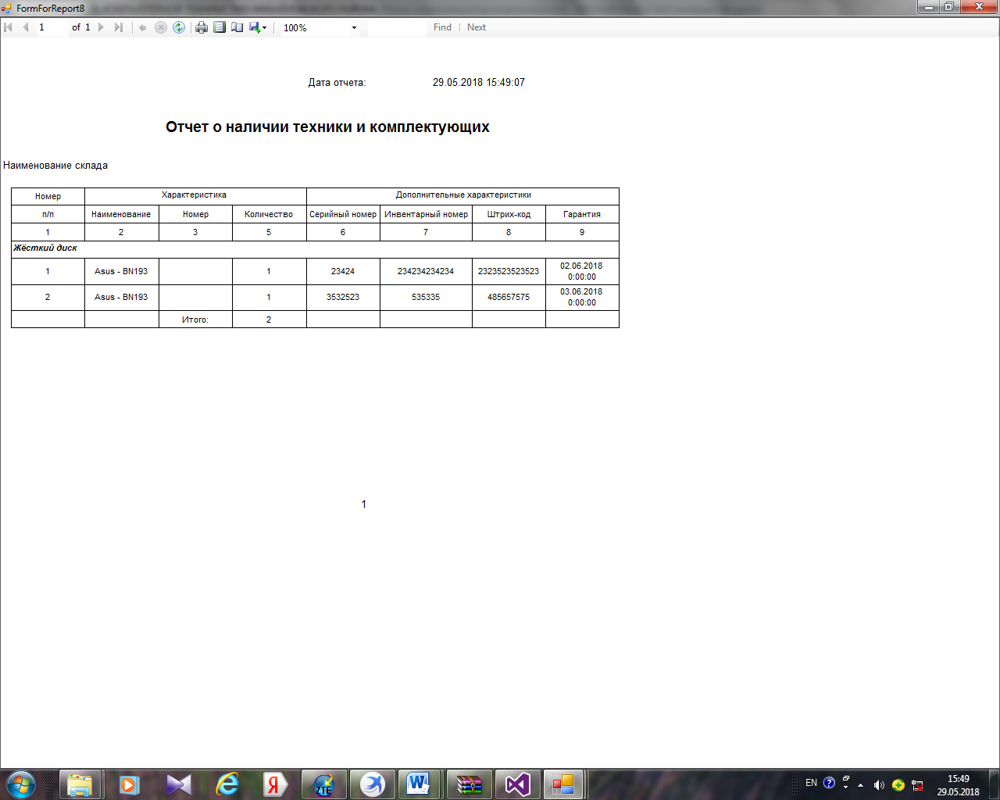 FormForReport8
1 of 1 100% Find Next
Дата отчета: 29.05.2018 15:49:07
Отчет о наличии техники и комплектующих
Наименование склада
Номер Характеристика Дополнительные характеристики
п/п Наименование Номер Количество Серийный номер Инвентарный номер Штрих-код Гарантия
1 2 3 5 6 7 8 9
Жёсткий диск
1 Asus - BN193 1 23424 234234234234 2323523523523 02.06.2018 0:00:00
2 Asus - BN193 1 3532523 535335 485657575 03.06.2018 0:00:00
Итого: 2
1
Я ZTE W EN 15:49
29.05.2018